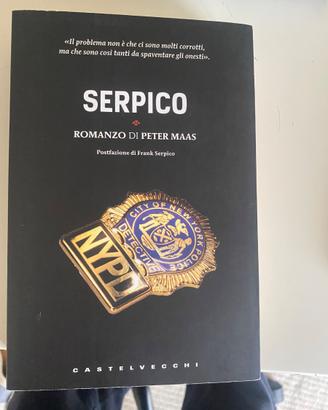 «Il problema non è che ci sono molti corrotti,
ma che sono così tanti da spaventare gli onesti».
SERPICO
ROMANZO DI PETER MAAS
Postfazione di Frank Serpico
CITY OF NEW YORK POLICE
DETECTIVE
NYPD
CASTELVECCHI